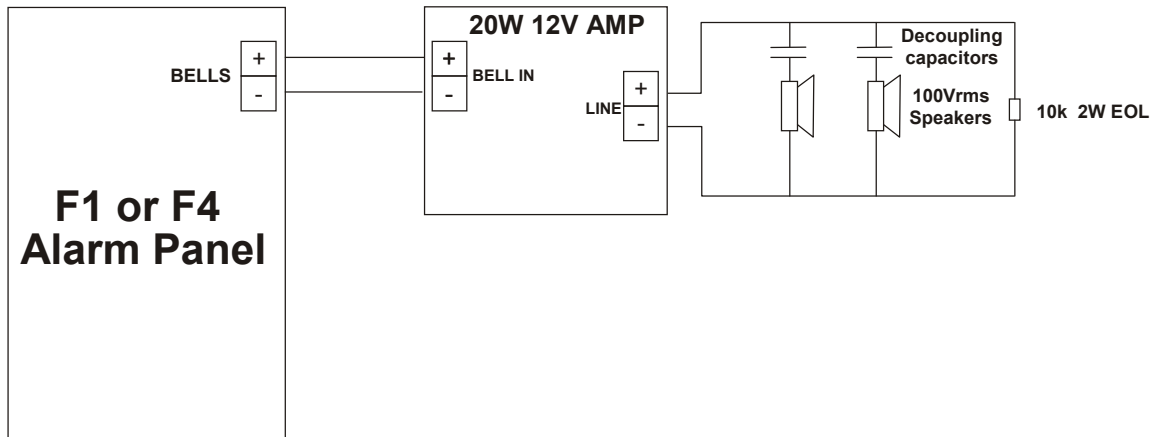 20W 12V AMP
BELLS
+
-
+
-
BELL IN
LINE
+
-
Decoupling
capacitors
100Vrms
Speakers
10k 2W EOL
F1 or F4
Alarm Panel